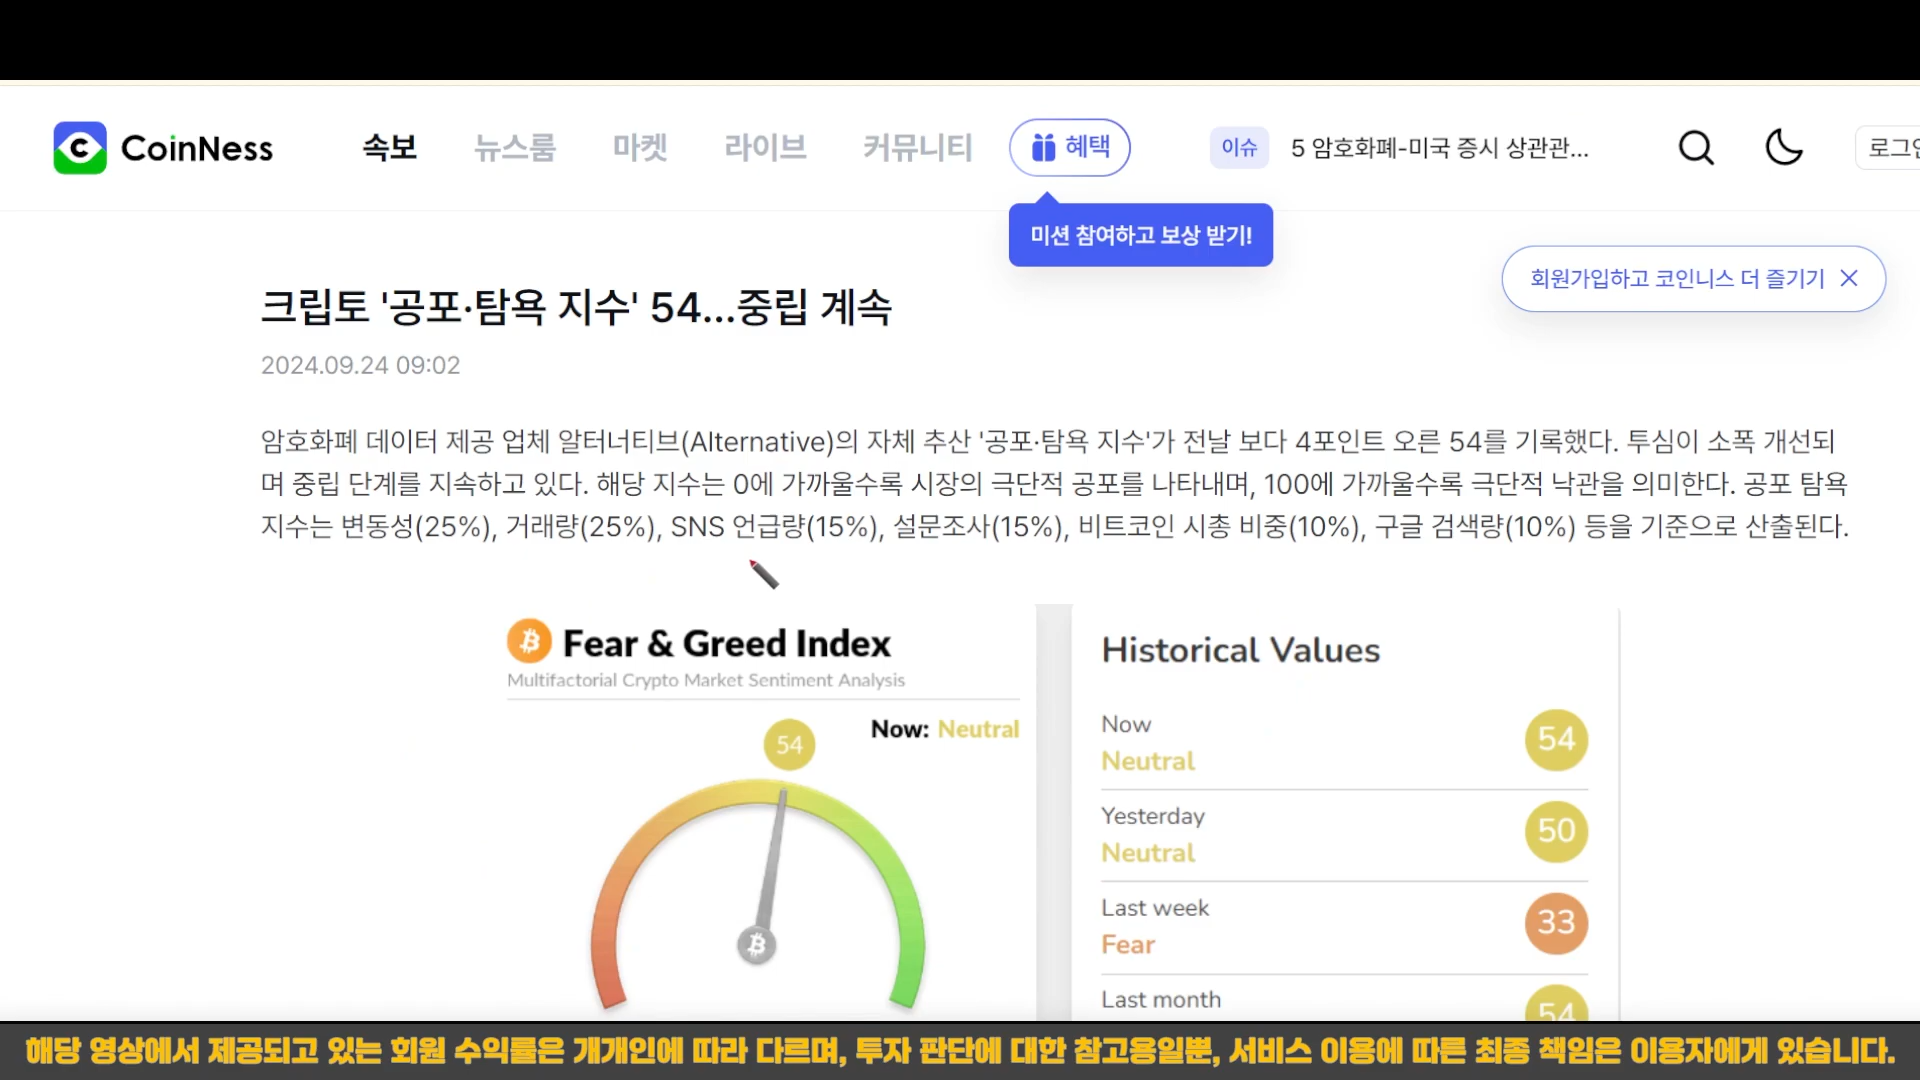 CoinNess 속보 뉴스룸 마켓 라이브 커뮤니티 혜택 이슈 5 암호화폐-미국 증시 상관관...
미션 참여하고 보상 받기!
회원가입하고 코인니스 더 즐기기
크립토 '공포·탐욕 지수' 54...중립 계속
2024.09.24 09:02
암호화폐 데이터 제공 업체 알터너티브(Alternative)의 자체 추산 '공포·탐욕 지수'가 전날 보다 4포인트 오른 54를 기록했다. 투심이 소폭 개선되
며 중립 단계를 지속하고 있다. 해당 지수는 0에 가까울수록 시장의 극단적 공포를 나타내며, 100에 가까울수록 극단적 낙관을 의미한다. 공포 탐욕
지수는 변동성(25%), 거래량(25%), SNS 언급량(15%), 설문조사(15%), 비트코인 시총 비중(10%), 구글 검색량(10%) 등을 기준으로 산출된다.
Fear & Greed Index
Multifactorial Crypto Market Sentiment Analysis
Now: Neutral
54
Historical Values
Now
Neutral
54
Yesterday
Neutral
50
Last week
Fear
33
Last month
54
해당 영상에서 제공되고 있는 회원 수익률은 개개인에 따라 다르며, 투자 판단에 대한 참고용일뿐, 서비스 이용에 따른 최종 책임은 이용자에게 있습니다.